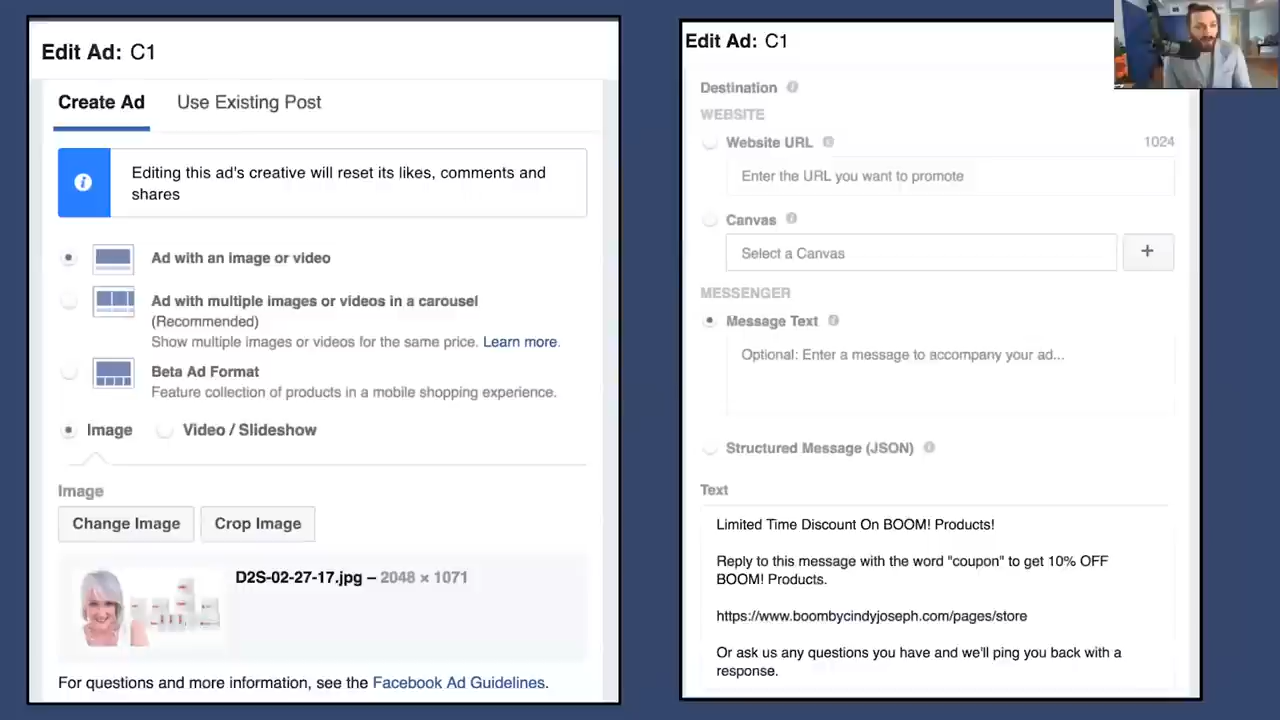 Edit Ad: C1
Create Ad
Use Existing Post
Editing this ad's creative will reset its likes, comments and
shares
Ad with an image or video
Ad with multiple images or videos in a carousel
(Recommended)
Show multiple images or videos for the same price. Learn more.
Beta Ad Format
Feature collection of products in a mobile shopping experience.
Image
Video / Slideshow
Image
Change Image
Crop Image
D2S-02-27-17.jpg – 2048 × 1071
For questions and more information, see the Facebook Ad Guidelines.
Edit Ad: C1
Destination
WEBSITE
Website URL
1024
Enter the URL you want to promote
Canvas
Select a Canvas
+
MESSENGER
Message Text
Optional: Enter a message to accompany your ad...
Structured Message (JSON)
Text
Limited Time Discount On BOOM! Products!
Reply to this message with the word "coupon" to get 10% OFF
BOOM! Products.
https://www.boombycindyjoseph.com/pages/store
Or ask us any questions you have and we'll ping you back with a
response.